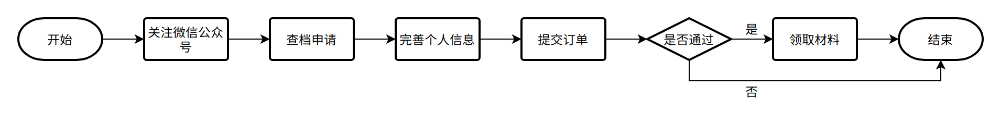 开始
关注微信公众
号
查档申请
完善个人信息
提交订单
是否通过
是
领取材料
结束
否